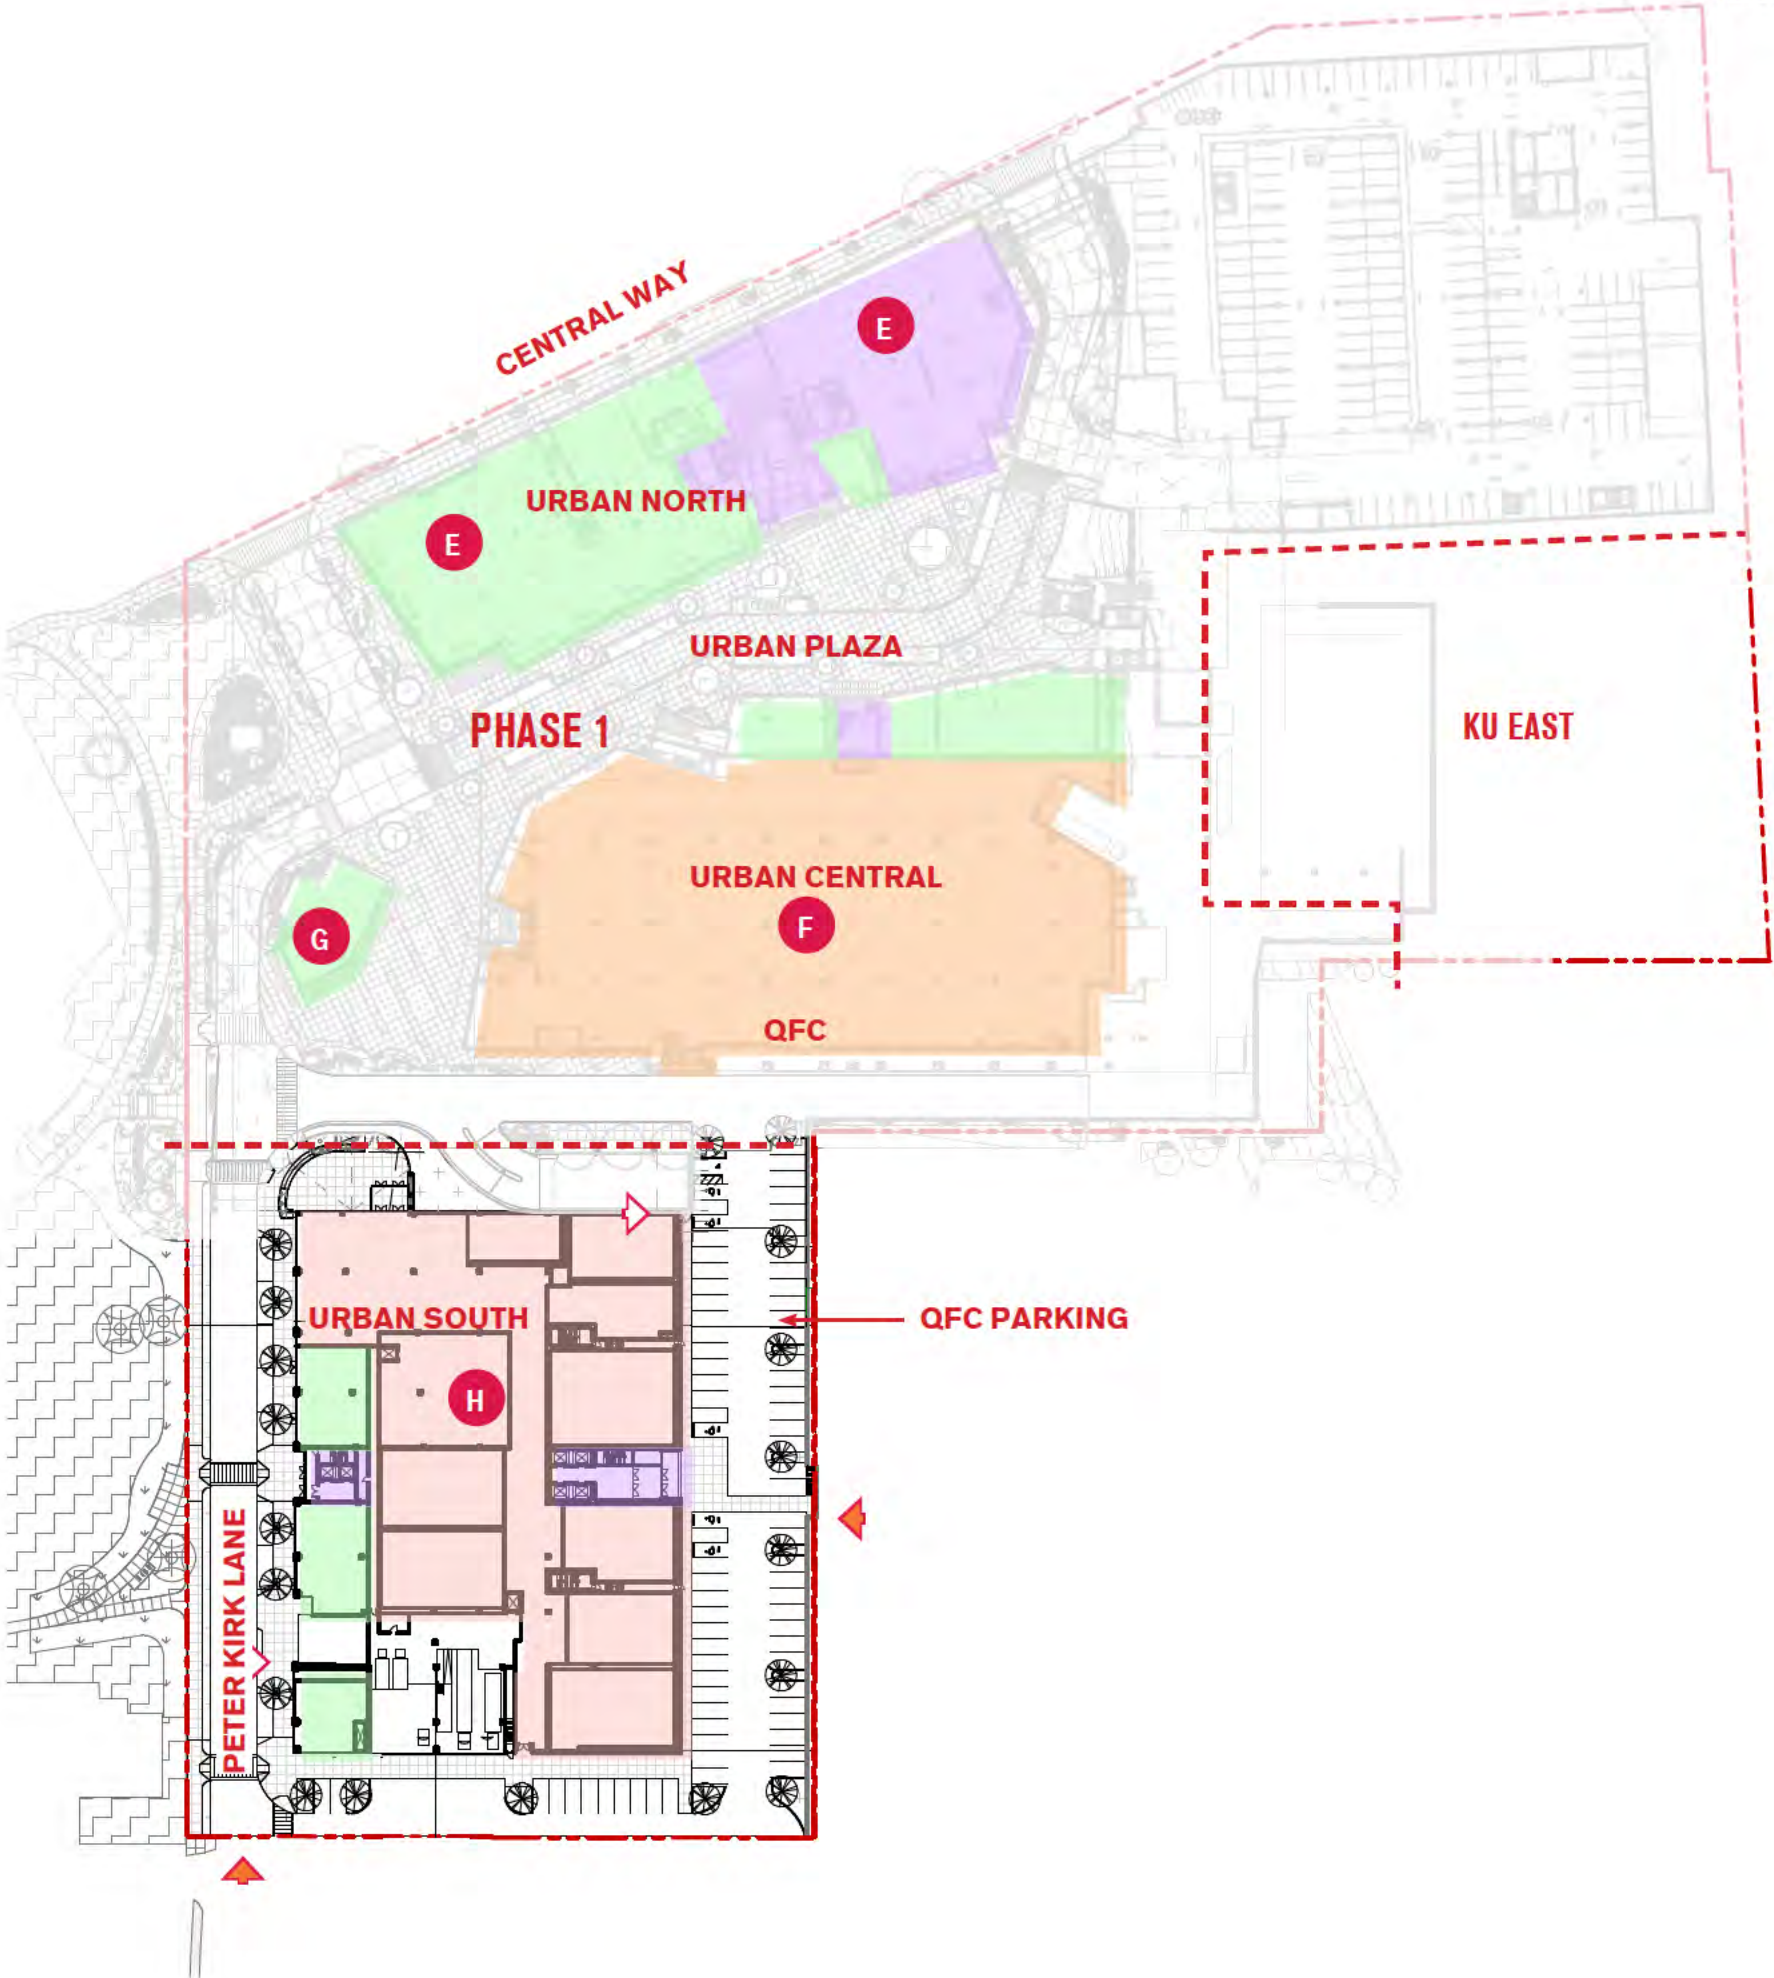 CENTRAL WAY
E
URBAN NORTH
E
URBAN PLAZA
PHASE 1
KU EAST
URBAN CENTRAL
F
G
QFC
URBAN SOUTH
QFC PARKING
H
PETER KIRK LANE